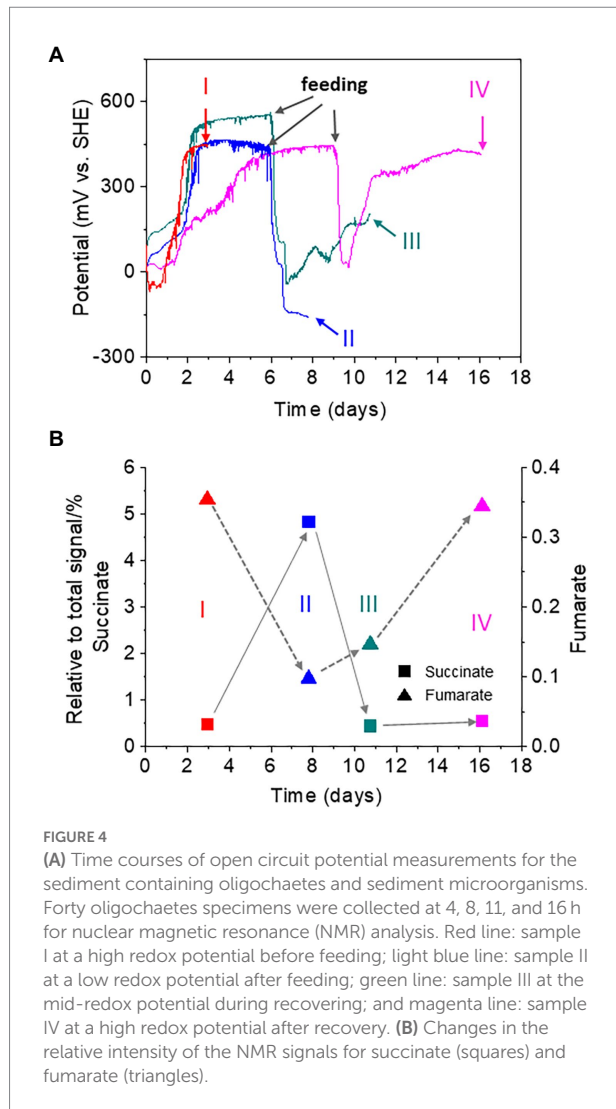 A
I
feeding
IV
600
300
0
-300
Potential (mV vs. SHE)
III
II
0 2 4 6 8 10 12 14 16 18
Time (days)
B
6
5
4
3
2
1
0
Relative to total signal/%
Succinate
0.4
0.3
0.2
0.1
0.0
Fumarate
I II III IV
Succinate
Fumarate
0 2 4 6 8 10 12 14 16 18
Time (days)
FIGURE 4
(A) Time courses of open circuit potential measurements for the
sediment containing oligochaetes and sediment microorganisms.
Forty oligochaetes specimens were collected at 4, 8, 11, and 16 h
for nuclear magnetic resonance (NMR) analysis. Red line: sample
I at a high redox potential before feeding; light blue line: sample II
at a low redox potential after feeding; green line: sample III at the
mid-redox potential during recovering; and magenta line: sample
IV at a high redox potential after recovery. (B) Changes in the
relative intensity of the NMR signals for succinate (squares) and
fumarate (triangles).